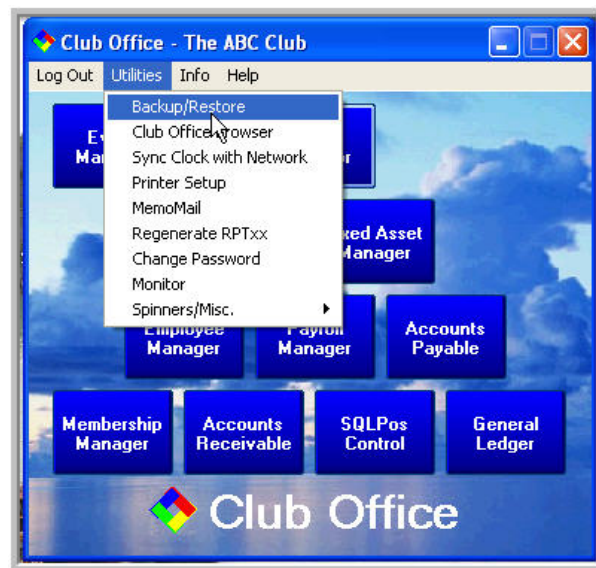 Club Office - The ABC Club
Log Out Utilities Info Help
Backup/Restore
Club Office Browser
Sync Clock with Network
Printer Setup
MemoMail
Regenerate RPTxx
Change Password
Monitor
Spinners/Misc.
Asset
Manager
Employee
Manager
Payroll
Manager
Accounts
Payable
Membership
Manager
Accounts
Receivable
SQLPos
Control
General
Ledger
Club Office